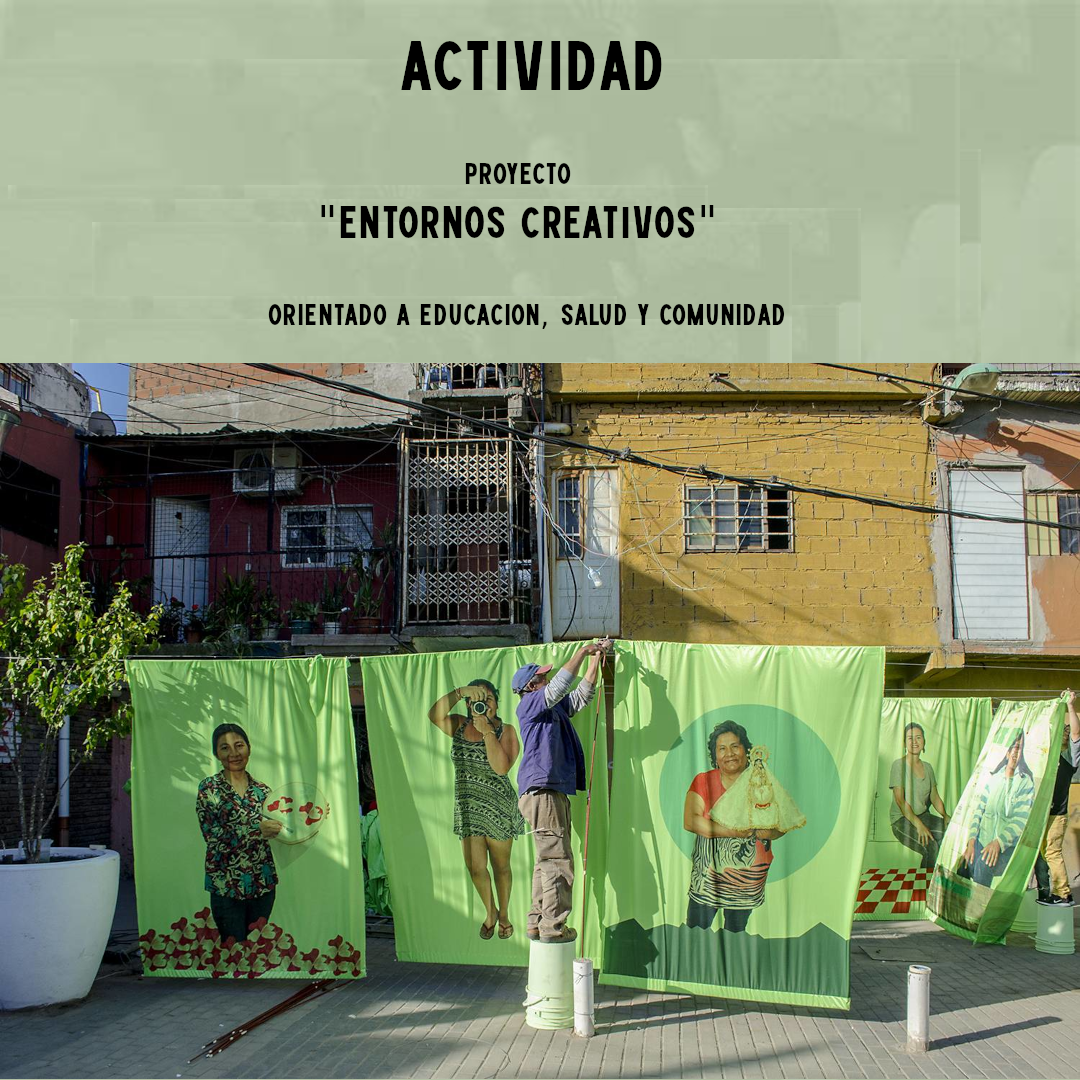 ACTIVIDAD
PROYECTO
"ENTORNOS CREATIVOS"
ORIENTADO A EDUCACION, SALUD Y COMUNIDAD